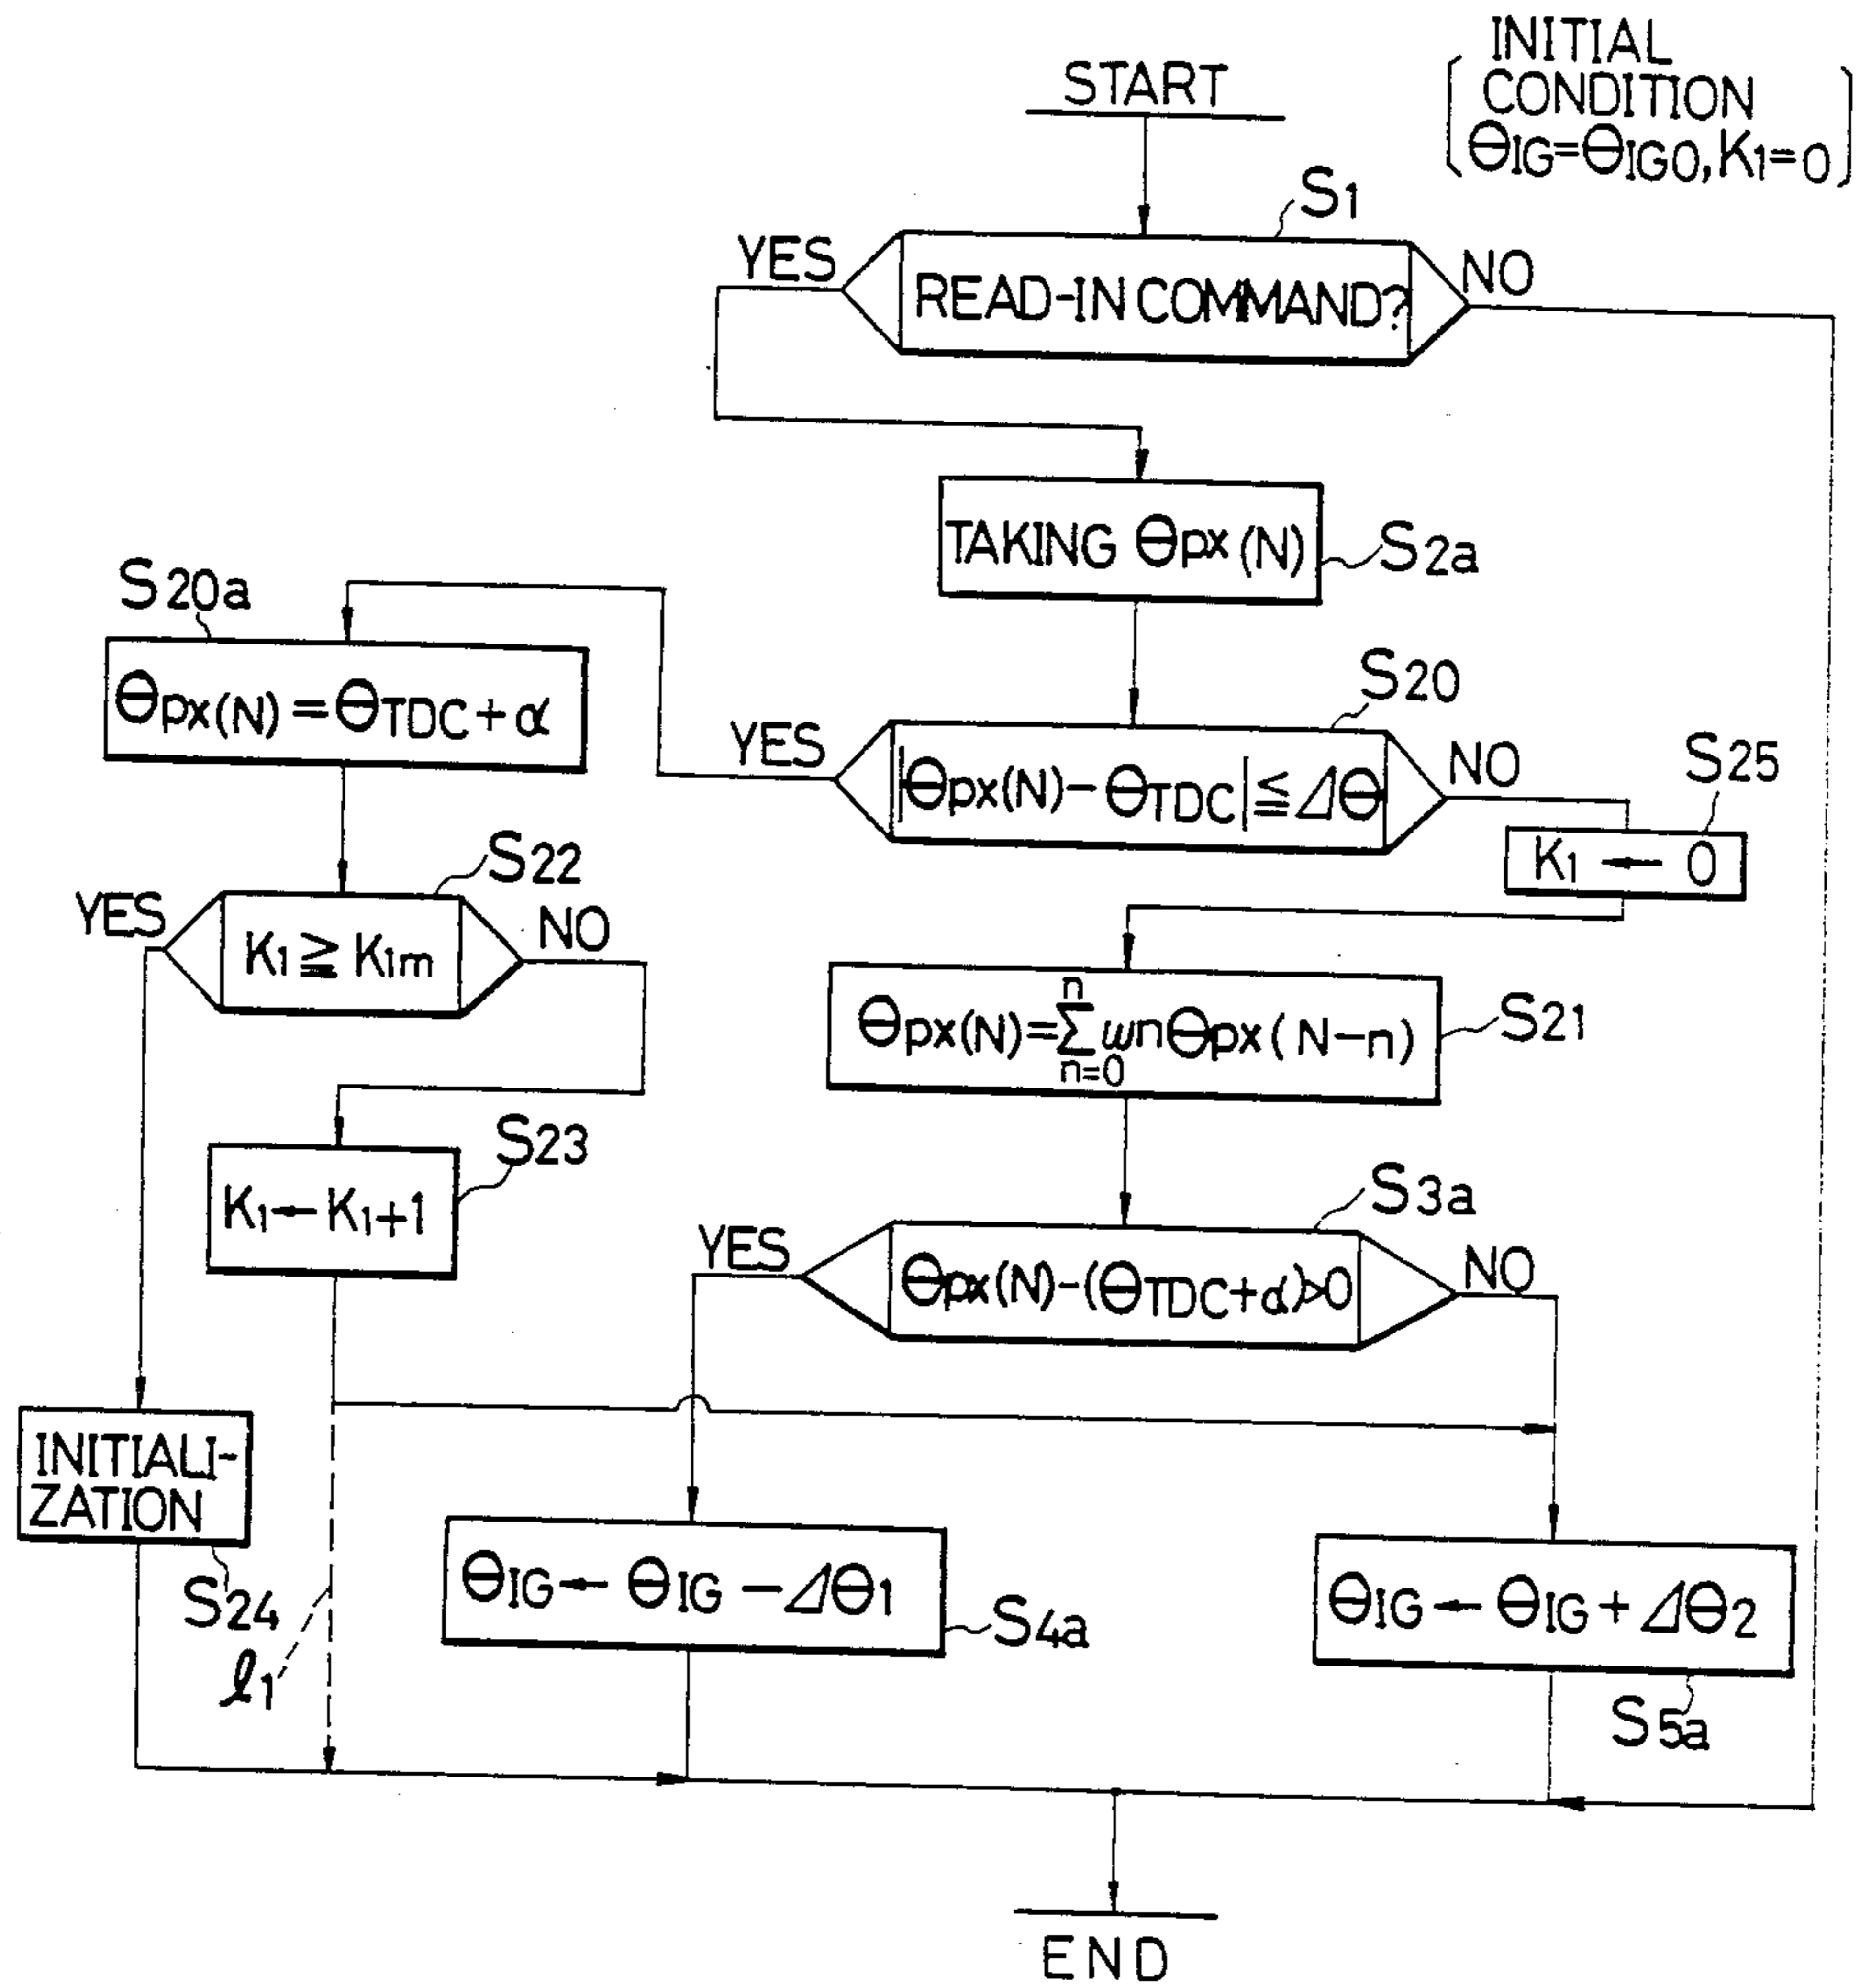 START
INITIAL
CONDITION
ΘIG=ΘIG0, K1=0
S1
YES
READ-IN COMMAND?
NO
TAKING Θpx(N)
S2a
S20a
Θpx(N)=ΘTDC+α
S20
YES
|Θpx(N)-ΘTDC|≦ΔΘ
NO
S25
K1←0
S22
YES
K1≧K1m
NO
Θpx(N)=Σ n n=0 ωnΘpx(N-n)
S21
S23
K1←K1+1
S3a
YES
Θpx(N)-(ΘTDC+α)>0
NO
INITIALI-
ZATION
S24
l1
ΘIG←ΘIG-ΔΘ1
S4a
ΘIG←ΘIG+ΔΘ2
S5a
END